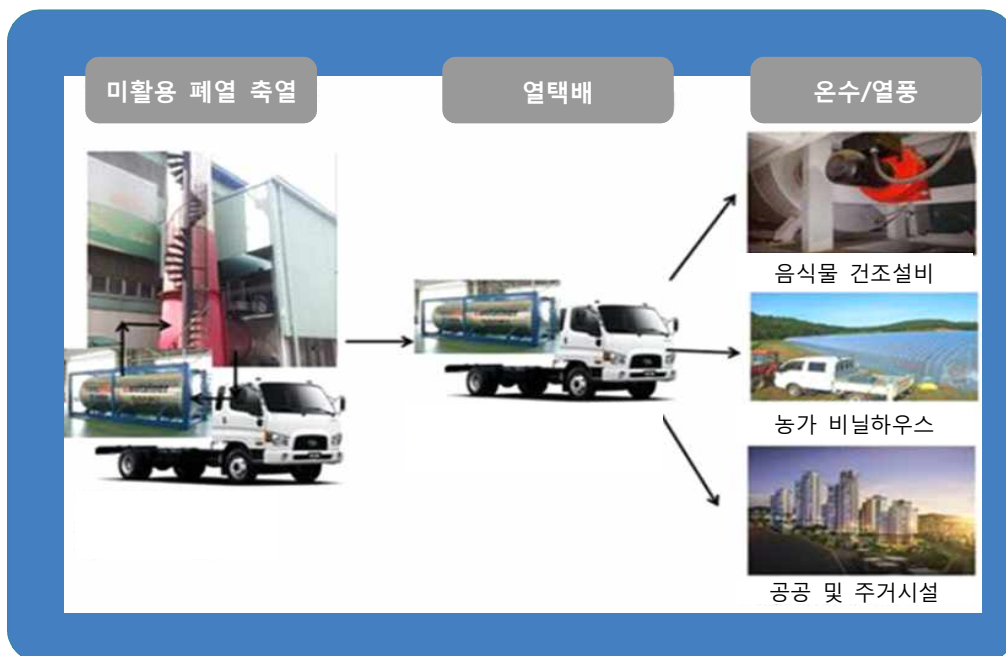 미활용 폐열 축열
열택배
온수/열풍
음식물 건조설비
농가 비닐하우스
공공 및 주거시설